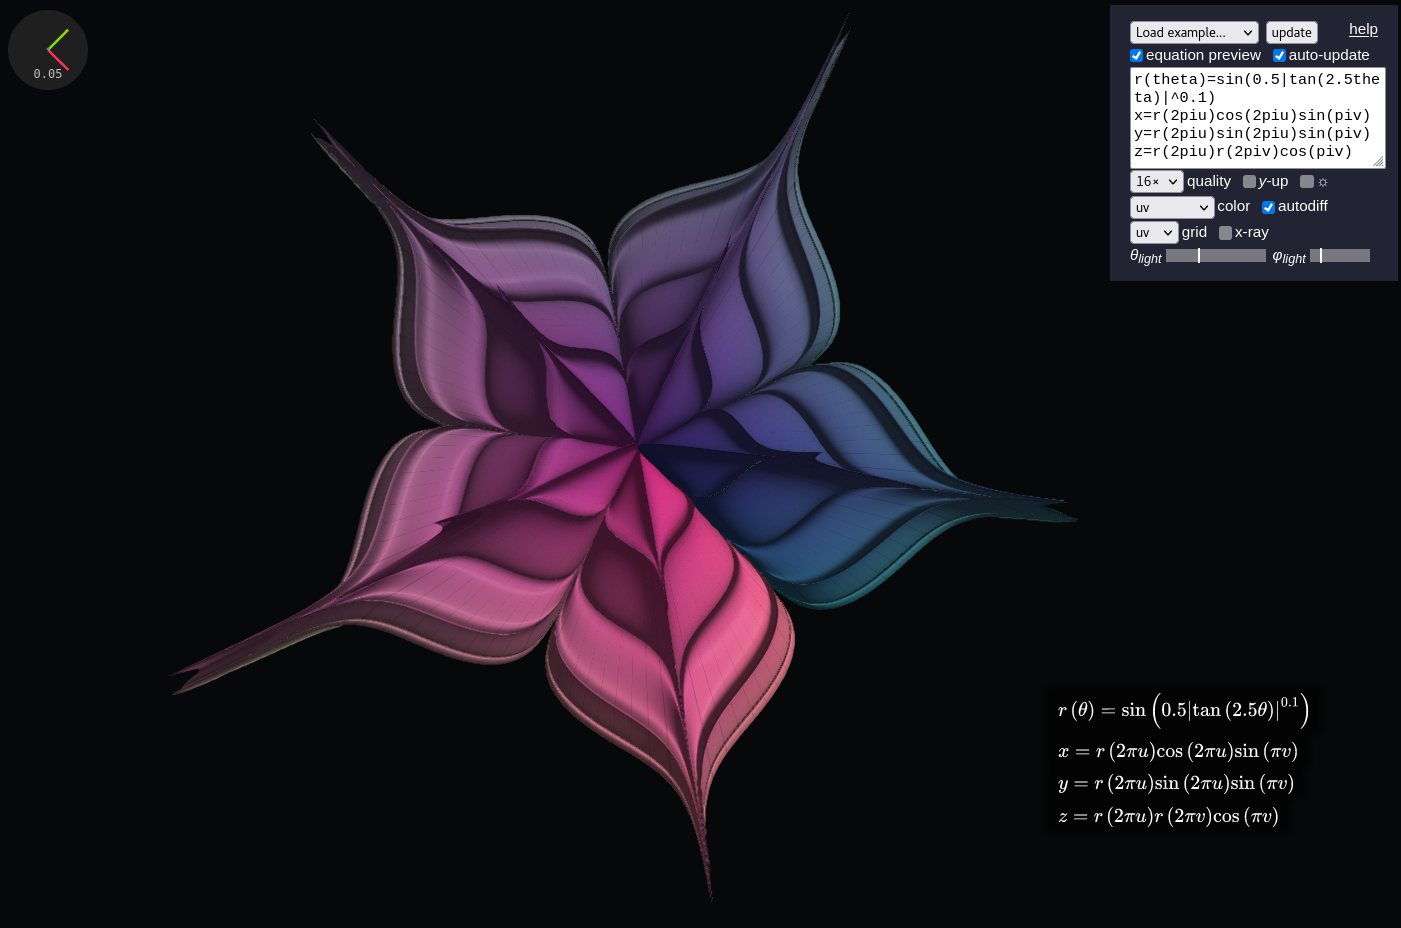 0.05
Load example...
update
help
equation preview
auto-update
r(theta)=sin(0.5|tan(2.5the
ta)|^0.1)
x=r(2piu)cos(2piu)sin(piv)
y=r(2piu)sin(2piu)sin(piv)
z=r(2piu)r(2piv)cos(piv)
16× quality y-up ☼
uv color autodiff
uv grid x-ray
θlight φlight
r (θ) = sin (0.5|tan (2.5θ)|^0.1)
x = r (2πu)cos (2πu)sin (πv)
y = r (2πu)sin (2πu)sin (πv)
z = r (2πu)r (2πv)cos (πv)